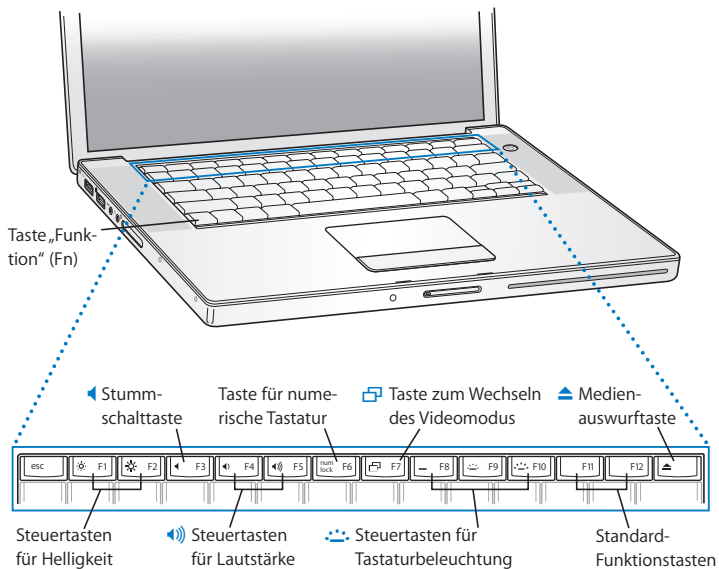 Taste „Funk-
tion“ (Fn)
Stumm-
schalttaste
Taste für nume-
rische Tastatur
Taste zum Wechseln
des Videomodus
Medien-
auswurftaste
esc F1 F2 F3 F4 F5 num lock F6 F7 F8 F9 F10 F11 F12
Steuertasten
für Helligkeit
Steuertasten
für Lautstärke
Steuertasten für
Tastaturbeleuchtung
Standard-
Funktionstasten